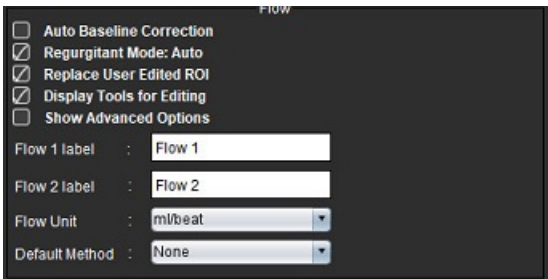 Flow
Auto Baseline Correction
Regurgitant Mode: Auto
Replace User Edited ROI
Display Tools for Editing
Show Advanced Options
Flow 1 label : Flow 1
Flow 2 label : Flow 2
Flow Unit : ml/beat
Default Method : None